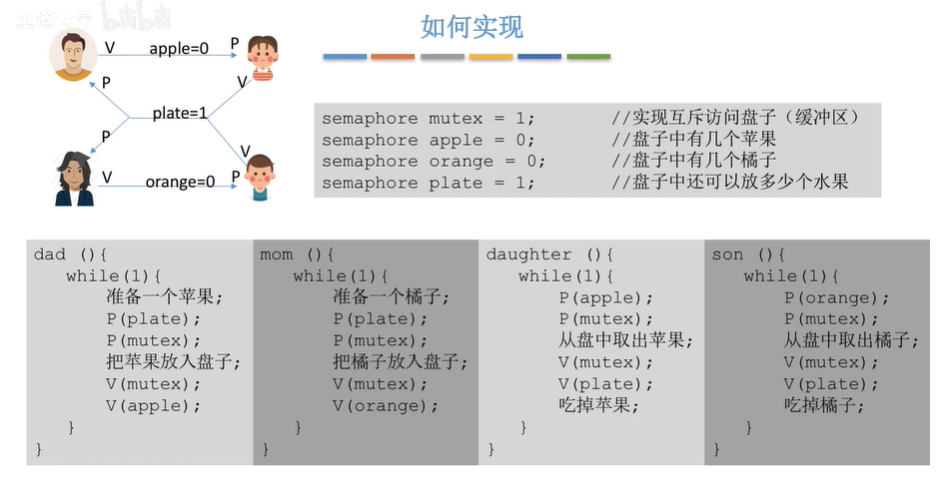 如何实现
V apple=0 P
P V
plate=1
P V
V orange=0 P
semaphore mutex = 1; //实现互斥访问盘子（缓冲区）
semaphore apple = 0; //盘子中有几个苹果
semaphore orange = 0; //盘子中有几个橘子
semaphore plate = 1; //盘子中还可以放多少个水果
dad (){
while(1){
准备一个苹果;
P(plate);
P(mutex);
把苹果放入盘子;
V(mutex);
V(apple);
}
}
mom (){
while(1){
准备一个橘子;
P(plate);
P(mutex);
把橘子放入盘子;
V(mutex);
V(orange);
}
}
daughter (){
while(1){
P(apple);
P(mutex);
从盘中取出苹果;
V(mutex);
V(plate);
吃掉苹果;
}
}
son (){
while(1){
P(orange);
P(mutex);
从盘中取出橘子;
V(mutex);
V(plate);
吃掉橘子;
}
}